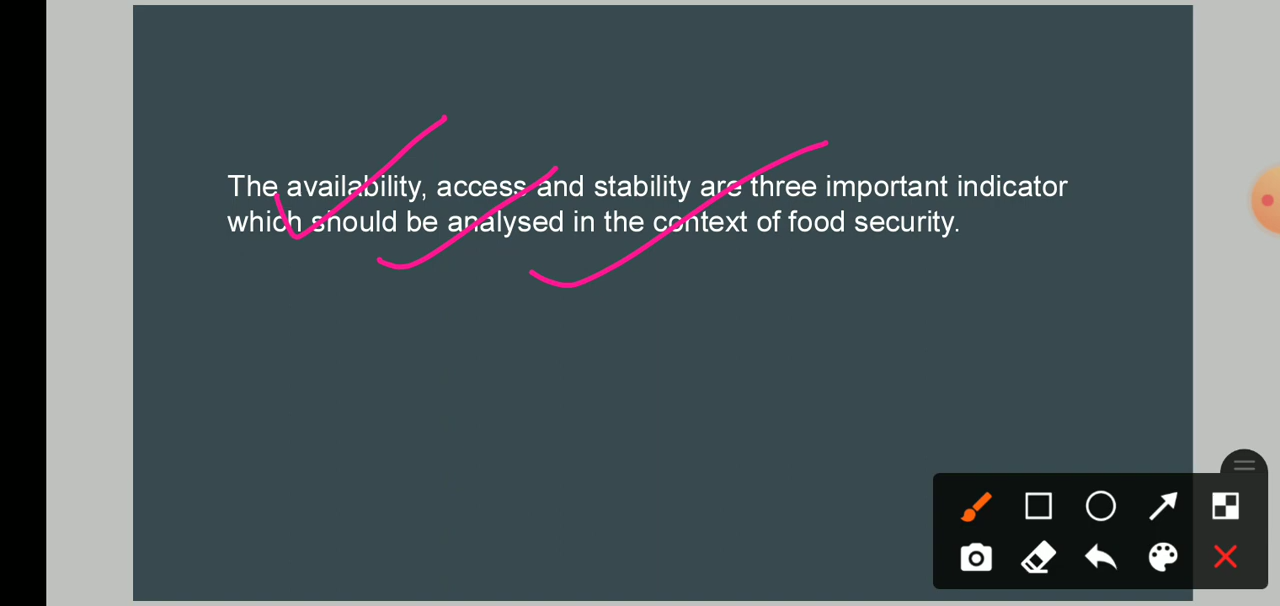 The availability, access and stability are three important indicator
which should be analysed in the context of food security.